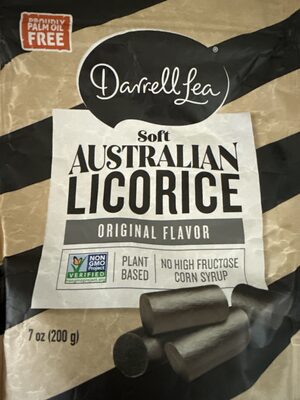 PROUDLY
PALM OIL
FREE
Darrell Lea®
Soft
AUSTRALIAN
LICORICE
ORIGINAL FLAVOR
NON
GMO
Project
VERIFIED
PLANT
BASED
NO HIGH FRUCTOSE
CORN SYRUP
7 oz (200 g)